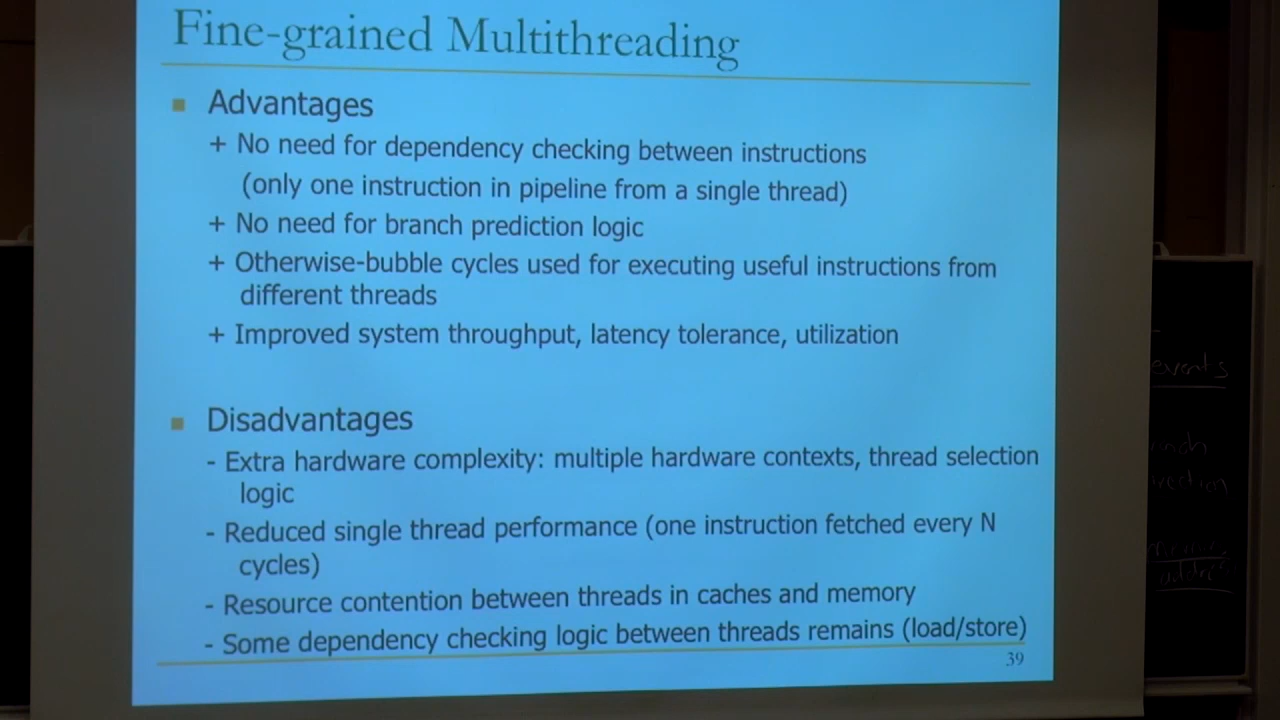 Fine-grained Multithreading
■ Advantages
+ No need for dependency checking between instructions
(only one instruction in pipeline from a single thread)
+ No need for branch prediction logic
+ Otherwise-bubble cycles used for executing useful instructions from
different threads
+ Improved system throughput, latency tolerance, utilization
■ Disadvantages
- Extra hardware complexity: multiple hardware contexts, thread selection
logic
- Reduced single thread performance (one instruction fetched every N
cycles)
- Resource contention between threads in caches and memory
- Some dependency checking logic between threads remains (load/store)
39
events